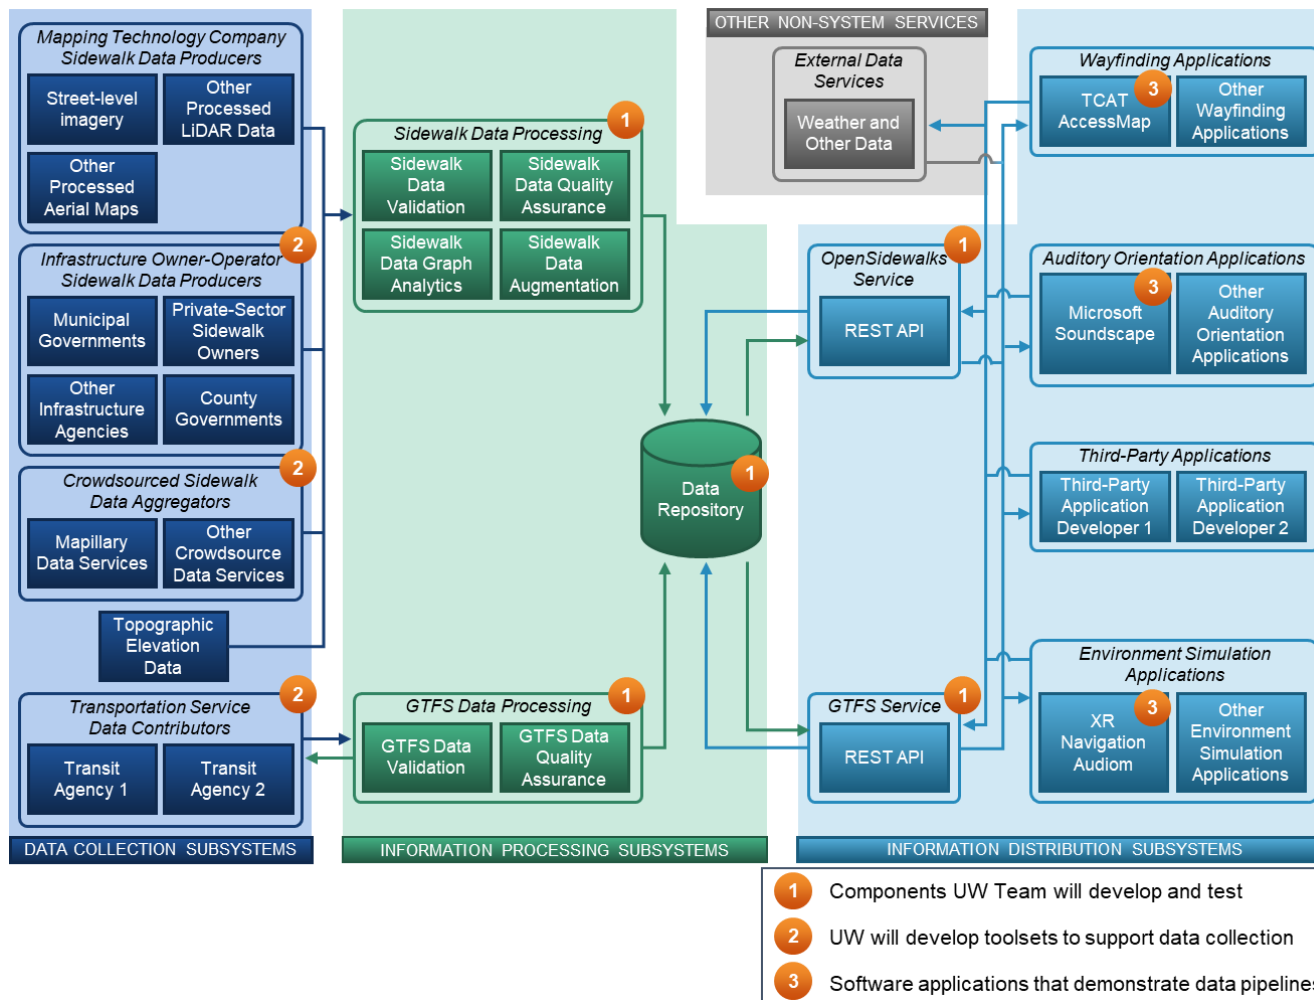 Mapping Technology Company
Sidewalk Data Producers
Street-level
imagery
Other
Processed
LiDAR Data
Other
Processed
Aerial Maps
2
Infrastructure Owner-Operator
Sidewalk Data Producers
Municipal
Governments
Private-Sector
Sidewalk
Owners
Other
Infrastructure
Agencies
County
Governments
2
Crowdsourced Sidewalk
Data Aggregators
Mapillary
Data Services
Other
Crowdsource
Data Services
Topographic
Elevation
Data
2
Transportation Service
Data Contributors
Transit
Agency 1
Transit
Agency 2
DATA COLLECTION SUBSYSTEMS
1
Sidewalk Data Processing
Sidewalk
Data
Validation
Sidewalk
Data Quality
Assurance
Sidewalk
Data Graph
Analytics
Sidewalk
Data
Augmentation
1
Data
Repository
1
GTFS Data Processing
GTFS Data
Validation
GTFS Data
Quality
Assurance
INFORMATION PROCESSING SUBSYSTEMS
OTHER NON-SYSTEM SERVICES
External Data
Services
Weather and
Other Data
1
OpenSidewalks
Service
REST API
1
GTFS Service
REST API
Wayfinding Applications
3
TCAT
AccessMap
Other
Wayfinding
Applications
Auditory Orientation Applications
3
Microsoft
Soundscape
Other
Auditory
Orientation
Applications
Third-Party Applications
Third-Party
Application
Developer 1
Third-Party
Application
Developer 2
Environment Simulation
Applications
3
XR
Navigation
Audiom
Other
Environment
Simulation
Applications
INFORMATION DISTRIBUTION SUBSYSTEMS
1 Components UW Team will develop and test
2 UW will develop toolsets to support data collection
3 Software applications that demonstrate data pipelines